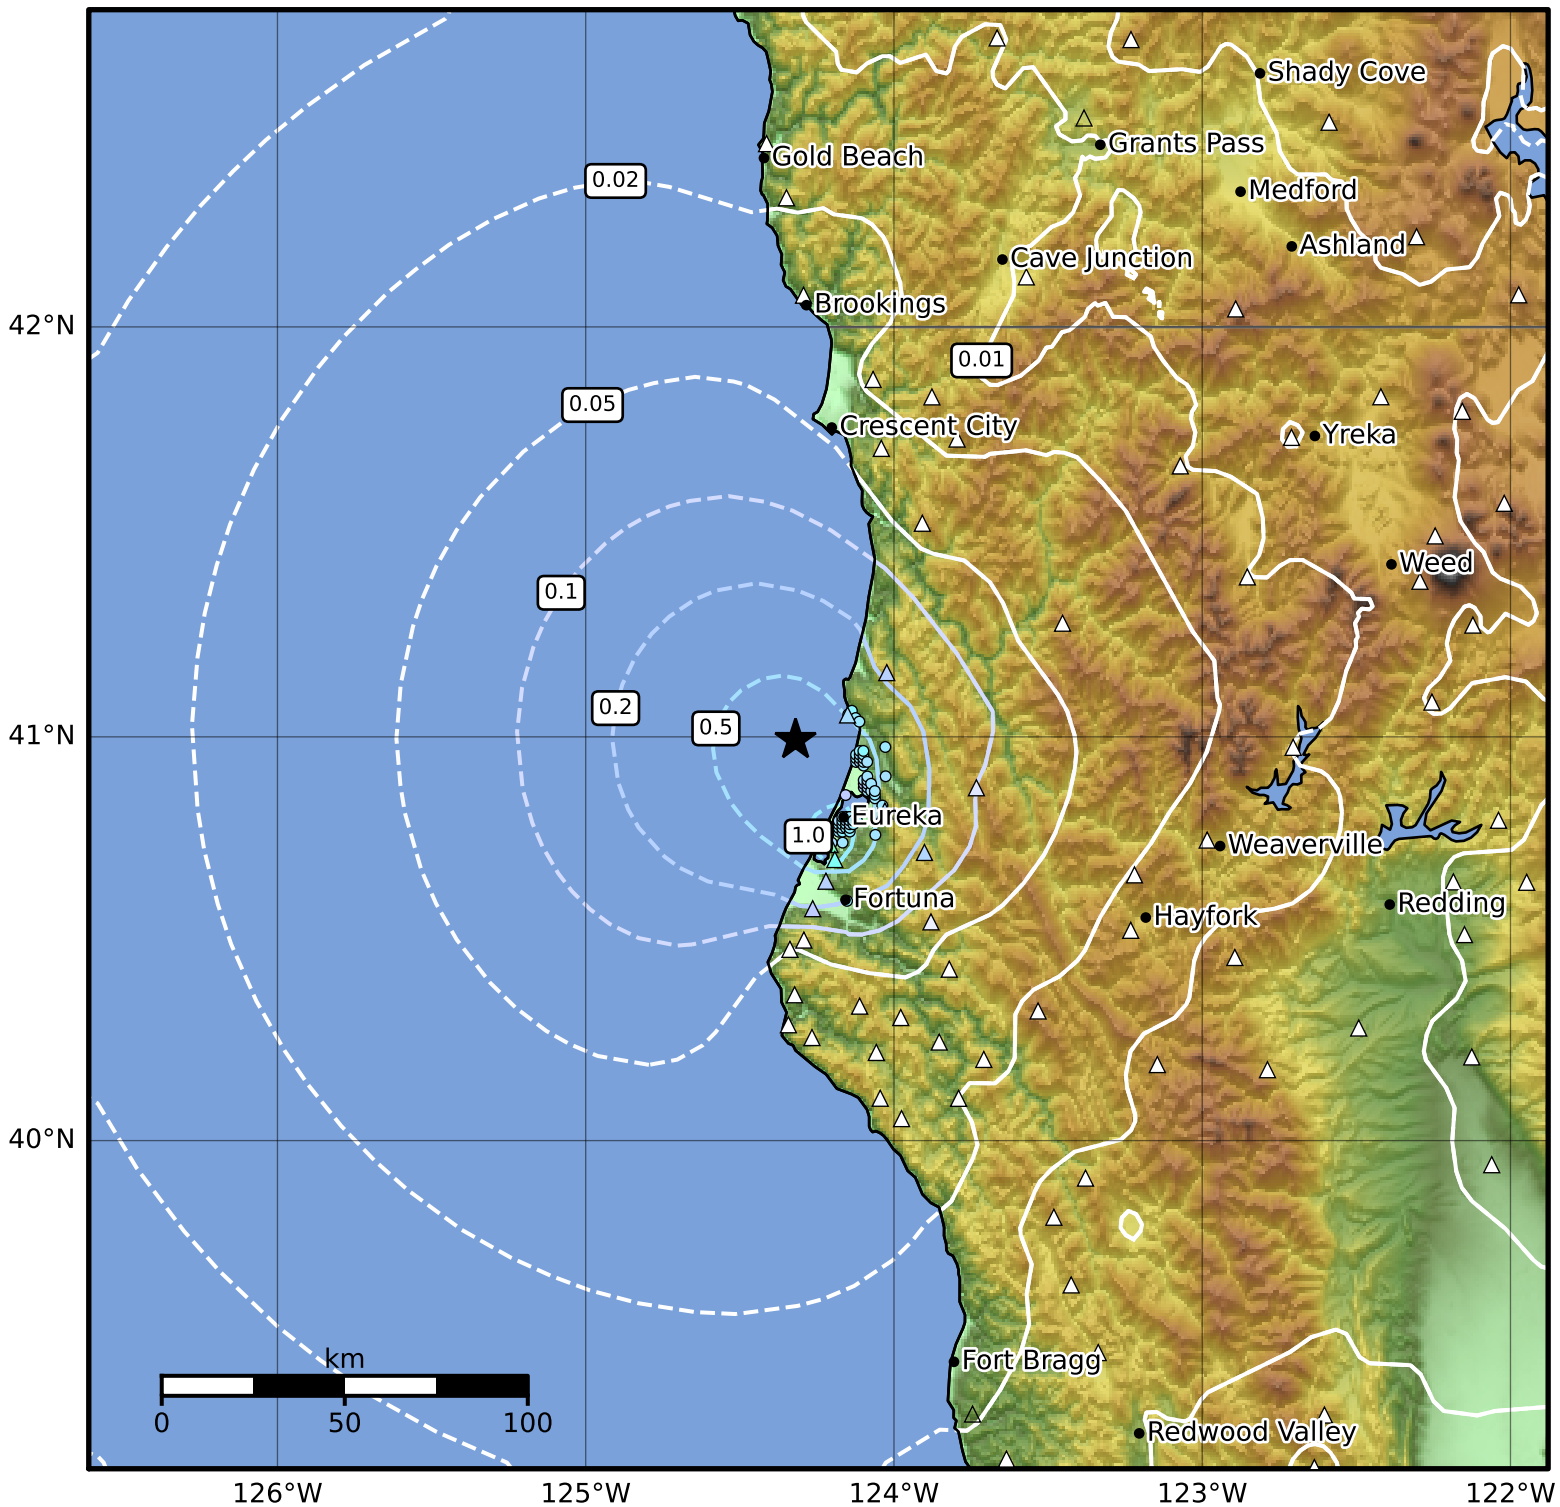 Shady Cove
Grants Pass
Gold Beach
0.02
Medford
Ashland
Cave Junction
Brookings
42°N
0.01
0.05
Crescent City
Yreka
Weed
0.1
0.2
0.5
41°N
Eureka
1.0
Weaverville
Fortuna
Redding
Hayfork
40°N
km
Fort Bragg
0 50 100
Redwood Valley
126°W 125°W 124°W 123°W 122°W